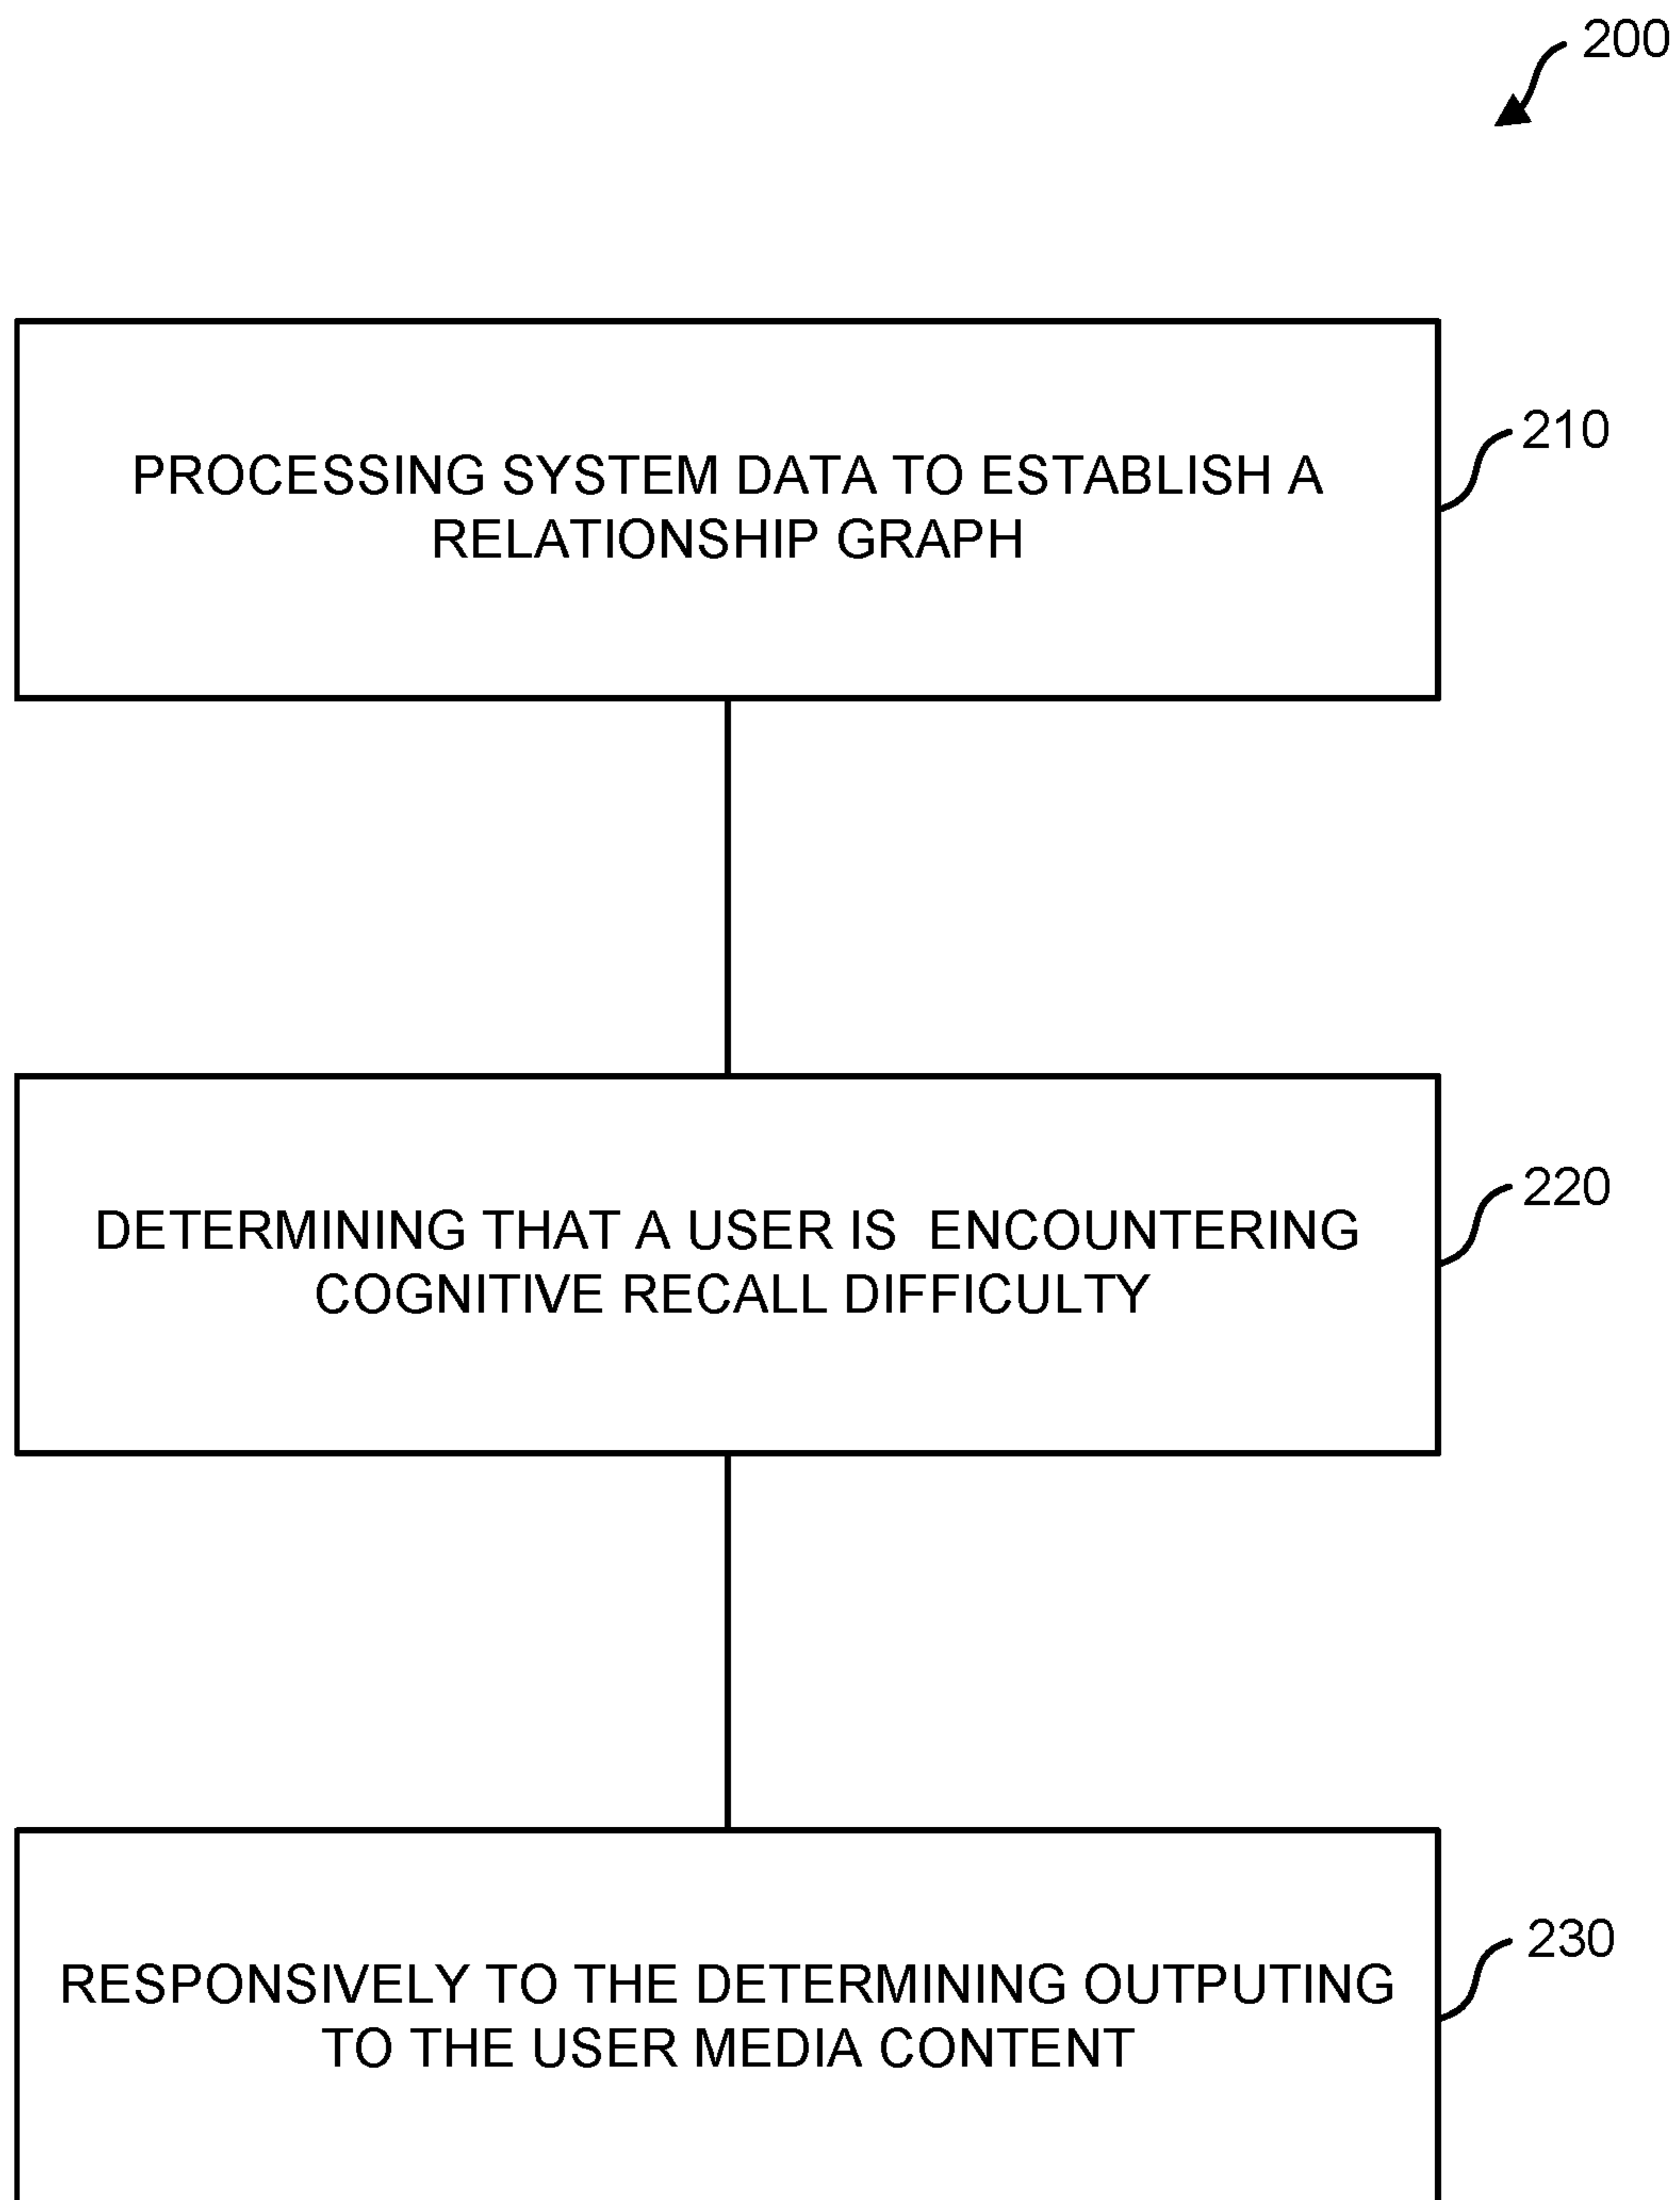 200
PROCESSING SYSTEM DATA TO ESTABLISH A
RELATIONSHIP GRAPH
210
DETERMINING THAT A USER IS ENCOUNTERING
COGNITIVE RECALL DIFFICULTY
220
RESPONSIVELY TO THE DETERMINING OUTPUTING
TO THE USER MEDIA CONTENT
230